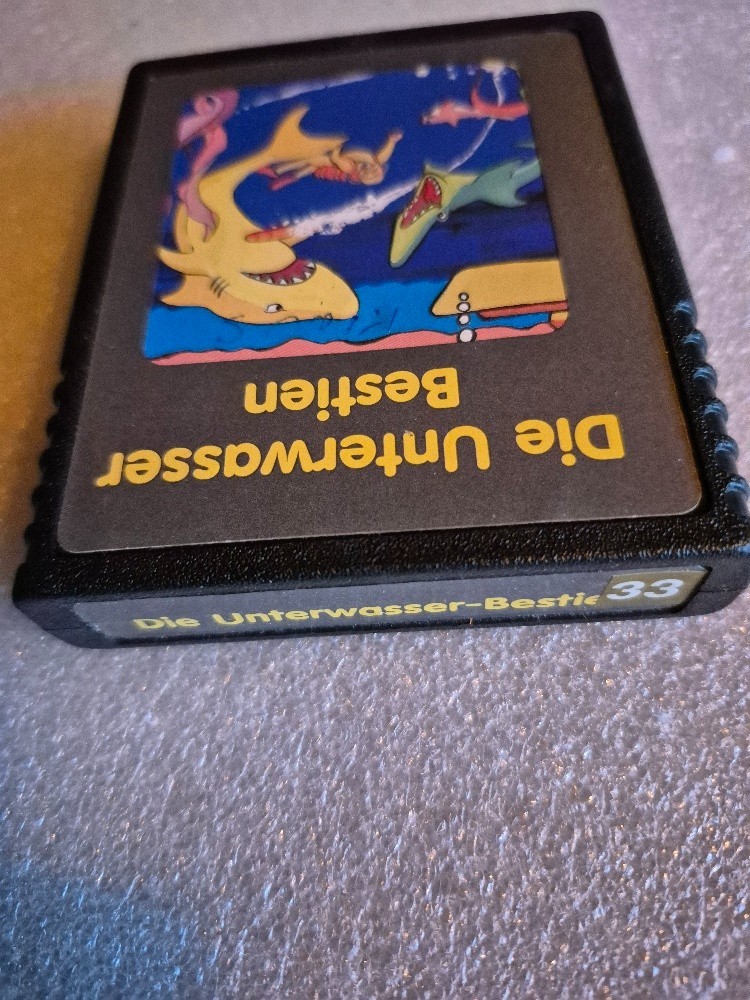 Die Unterwasser
Bestien
Die Unterwasser-Bestie
33